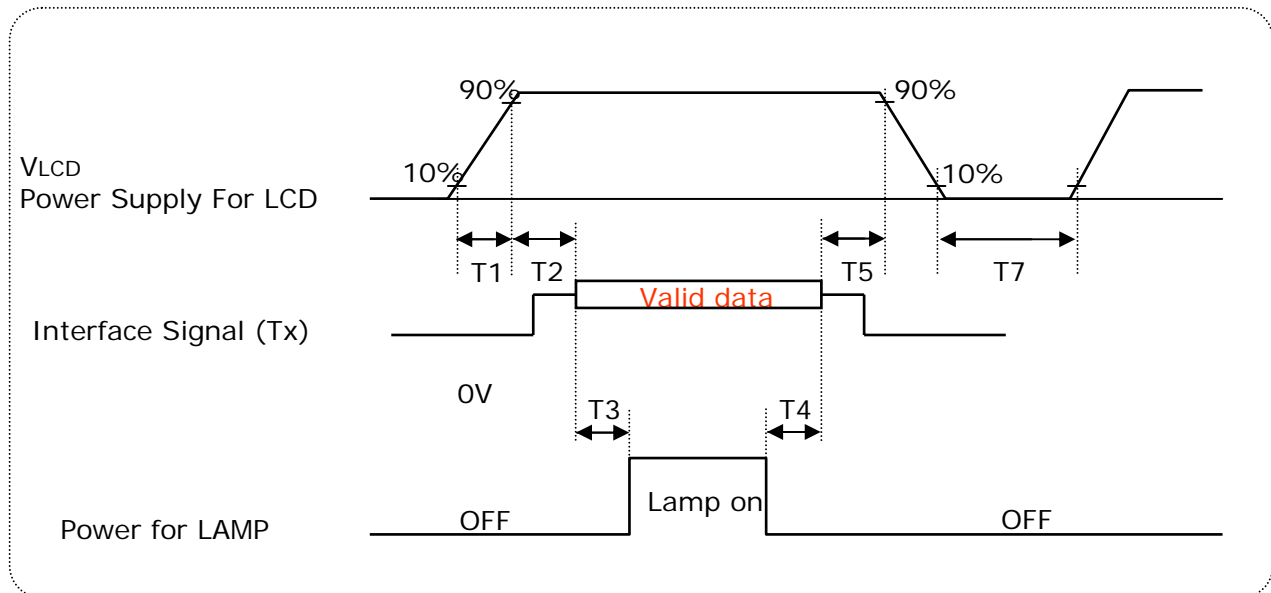 90%
90%
VLCD
10%
10%
Power Supply For LCD
T1
T2
T5
T7
Valid data
Interface Signal (Tx)
0V
T3
T4
Lamp on
Power for LAMP
OFF
OFF